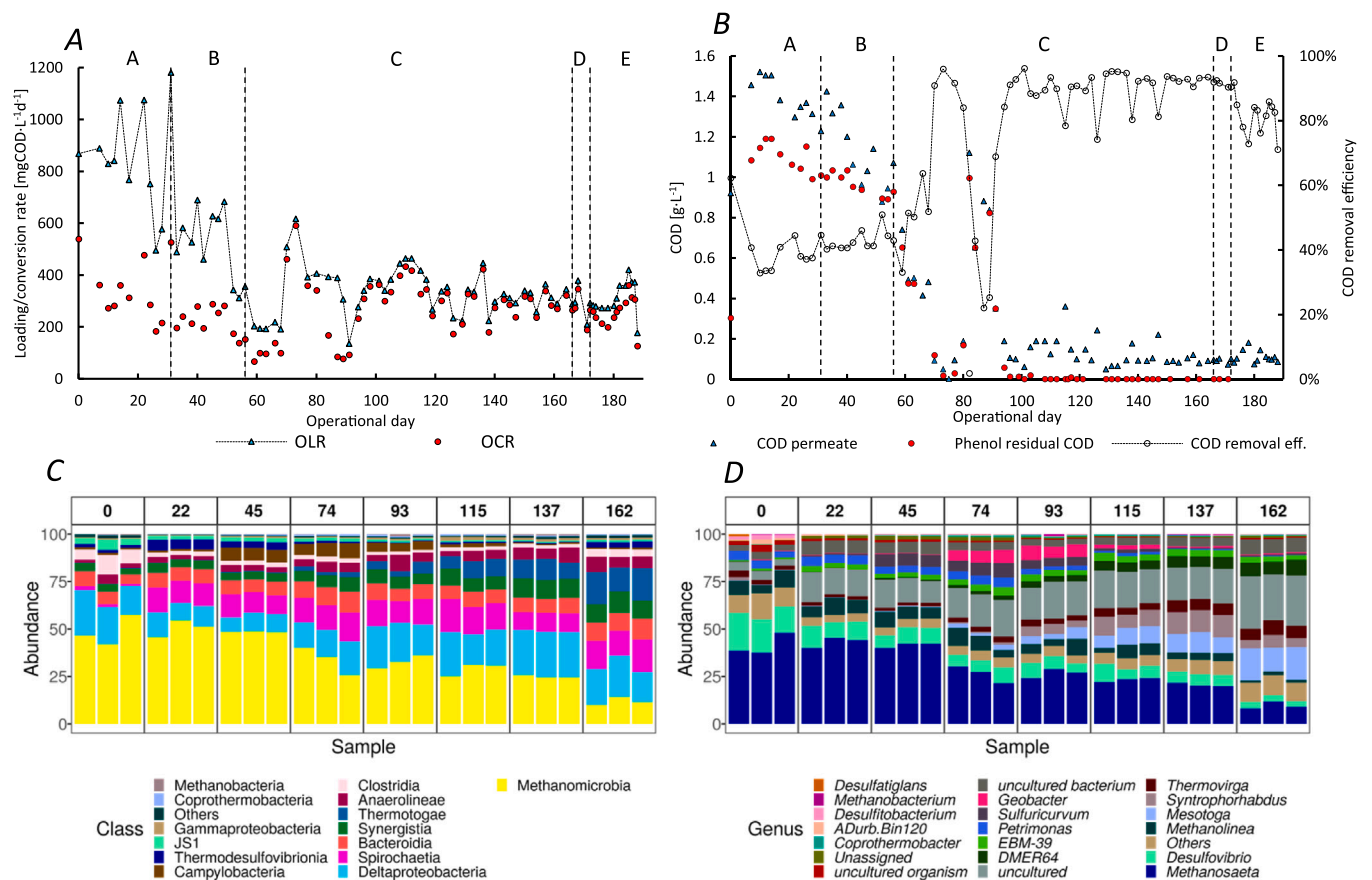 A
A B C D E
Loading/conversion rate [mgCOD·L⁻¹·d⁻¹]
1200
1000
800
600
400
200
0
0 20 40 60 80 100 120 140 160 180
Operational day
OLR OCR
B
A B C D E
COD [g·L⁻¹]
1.6
1.4
1.2
1
0.8
0.6
0.4
0.2
0
100%
80%
60%
40%
20%
0%
COD removal efficiency
0 20 40 60 80 100 120 140 160 180
Operational day
COD permeate Phenol residual COD COD removal eff.
C
0 22 45 74 93 115 137 162
Abundance
100
75
50
25
0
Sample
Class
Methanobacteria
Coprothermobacteria
Others
Gammaproteobacteria
JS1
Thermodesulfovibrionia
Campylobacteria
Clostridia
Anaerolineae
Thermotogae
Synergistia
Bacteroidia
Spirochaetia
Deltaproteobacteria
Methanomicrobia
D
0 22 45 74 93 115 137 162
Abundance
100
75
50
25
0
Sample
Genus
Desulfatiglans
Methanobacterium
Desulfitobacterium
ADurb.Bin120
Coprothermobacter
Unassigned
uncultured organism
uncultured bacterium
Geobacter
Sulfuricurvum
Petrimonas
EBM-39
DMER64
uncultured
Thermovirga
Syntrophorhabdus
Mesotoga
Methanolinea
Others
Desulfovibrio
Methanosaeta